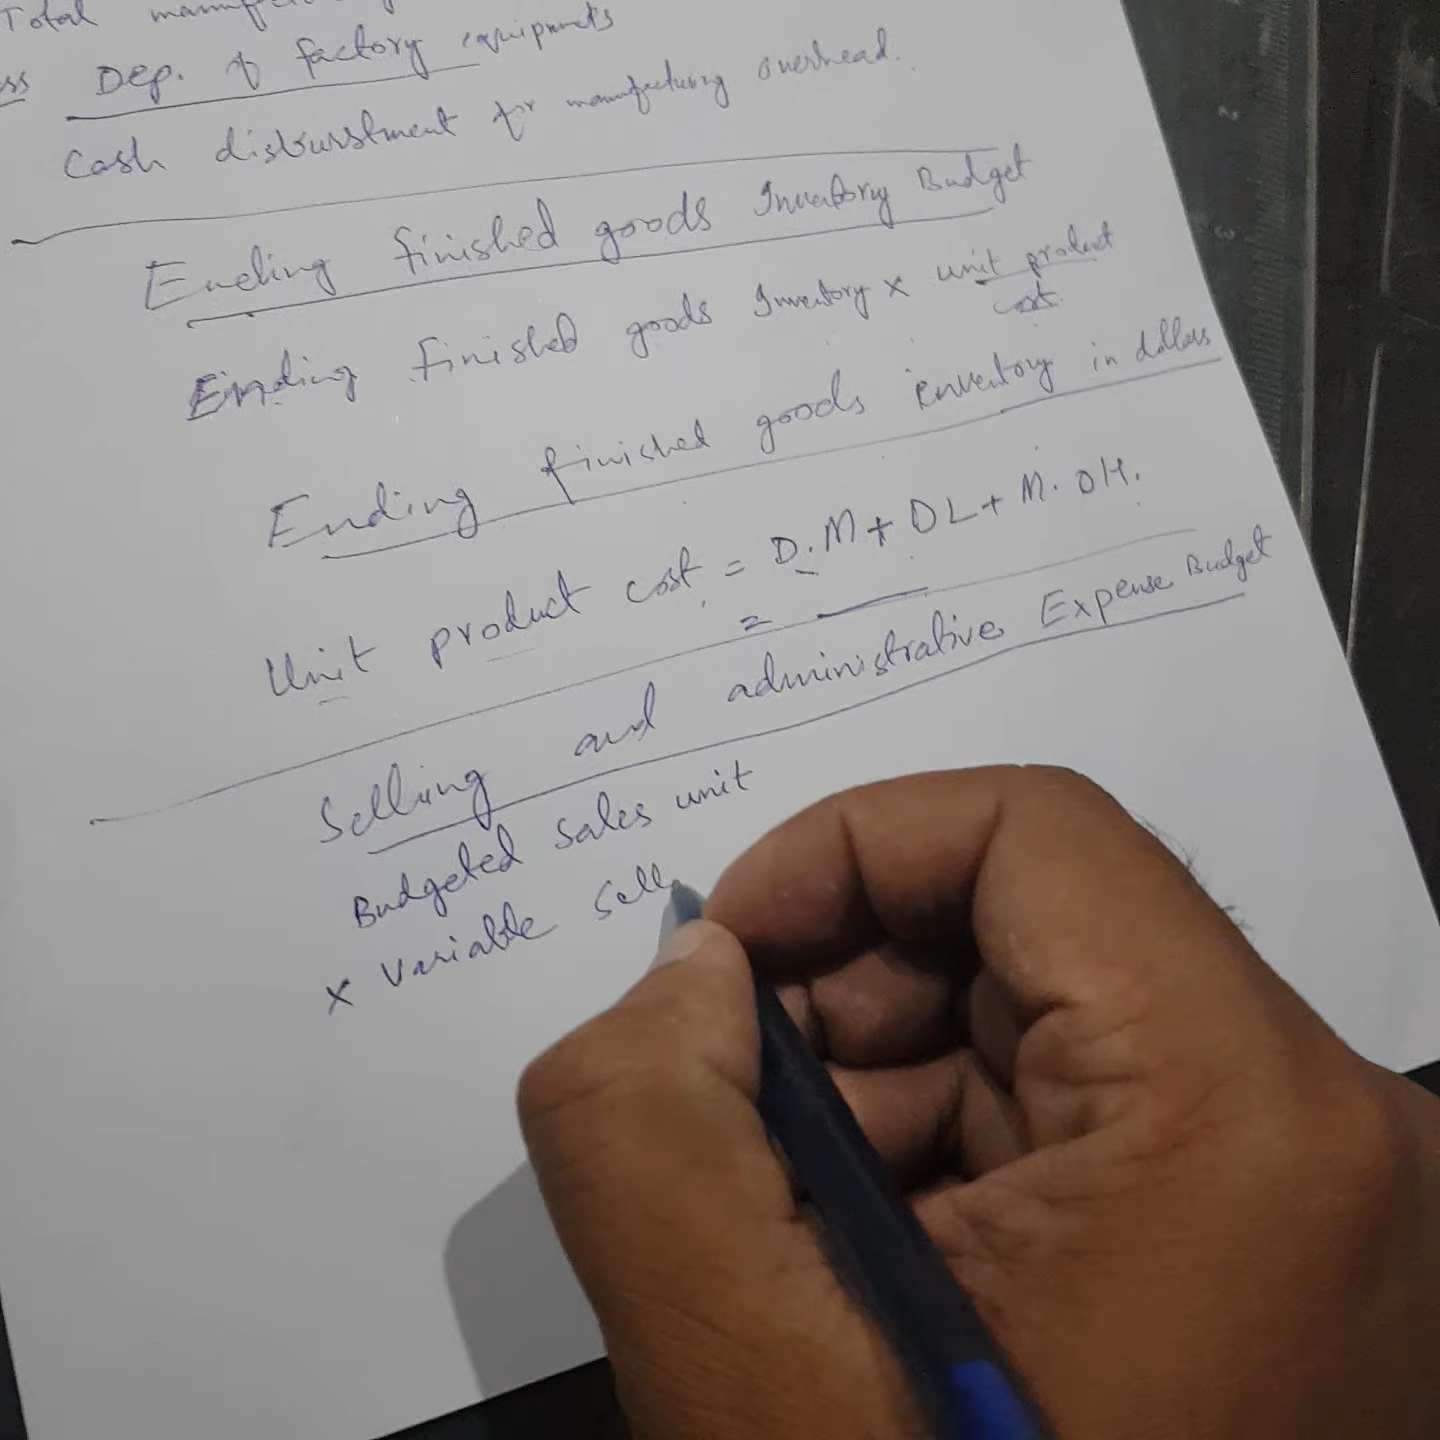 Total
ess Dep. of factory equipments
Cash disburstment for manufacturing overhead.
Ending finished goods Inventory Budget
Ending finished goods Inventory × unit product
cost.
Ending finished goods inventory in dollars
Unit product cost = D.M + DL + M.OH.
=
Selling and administrative Expense Budget
Budgeted sales unit
× Variable Sell